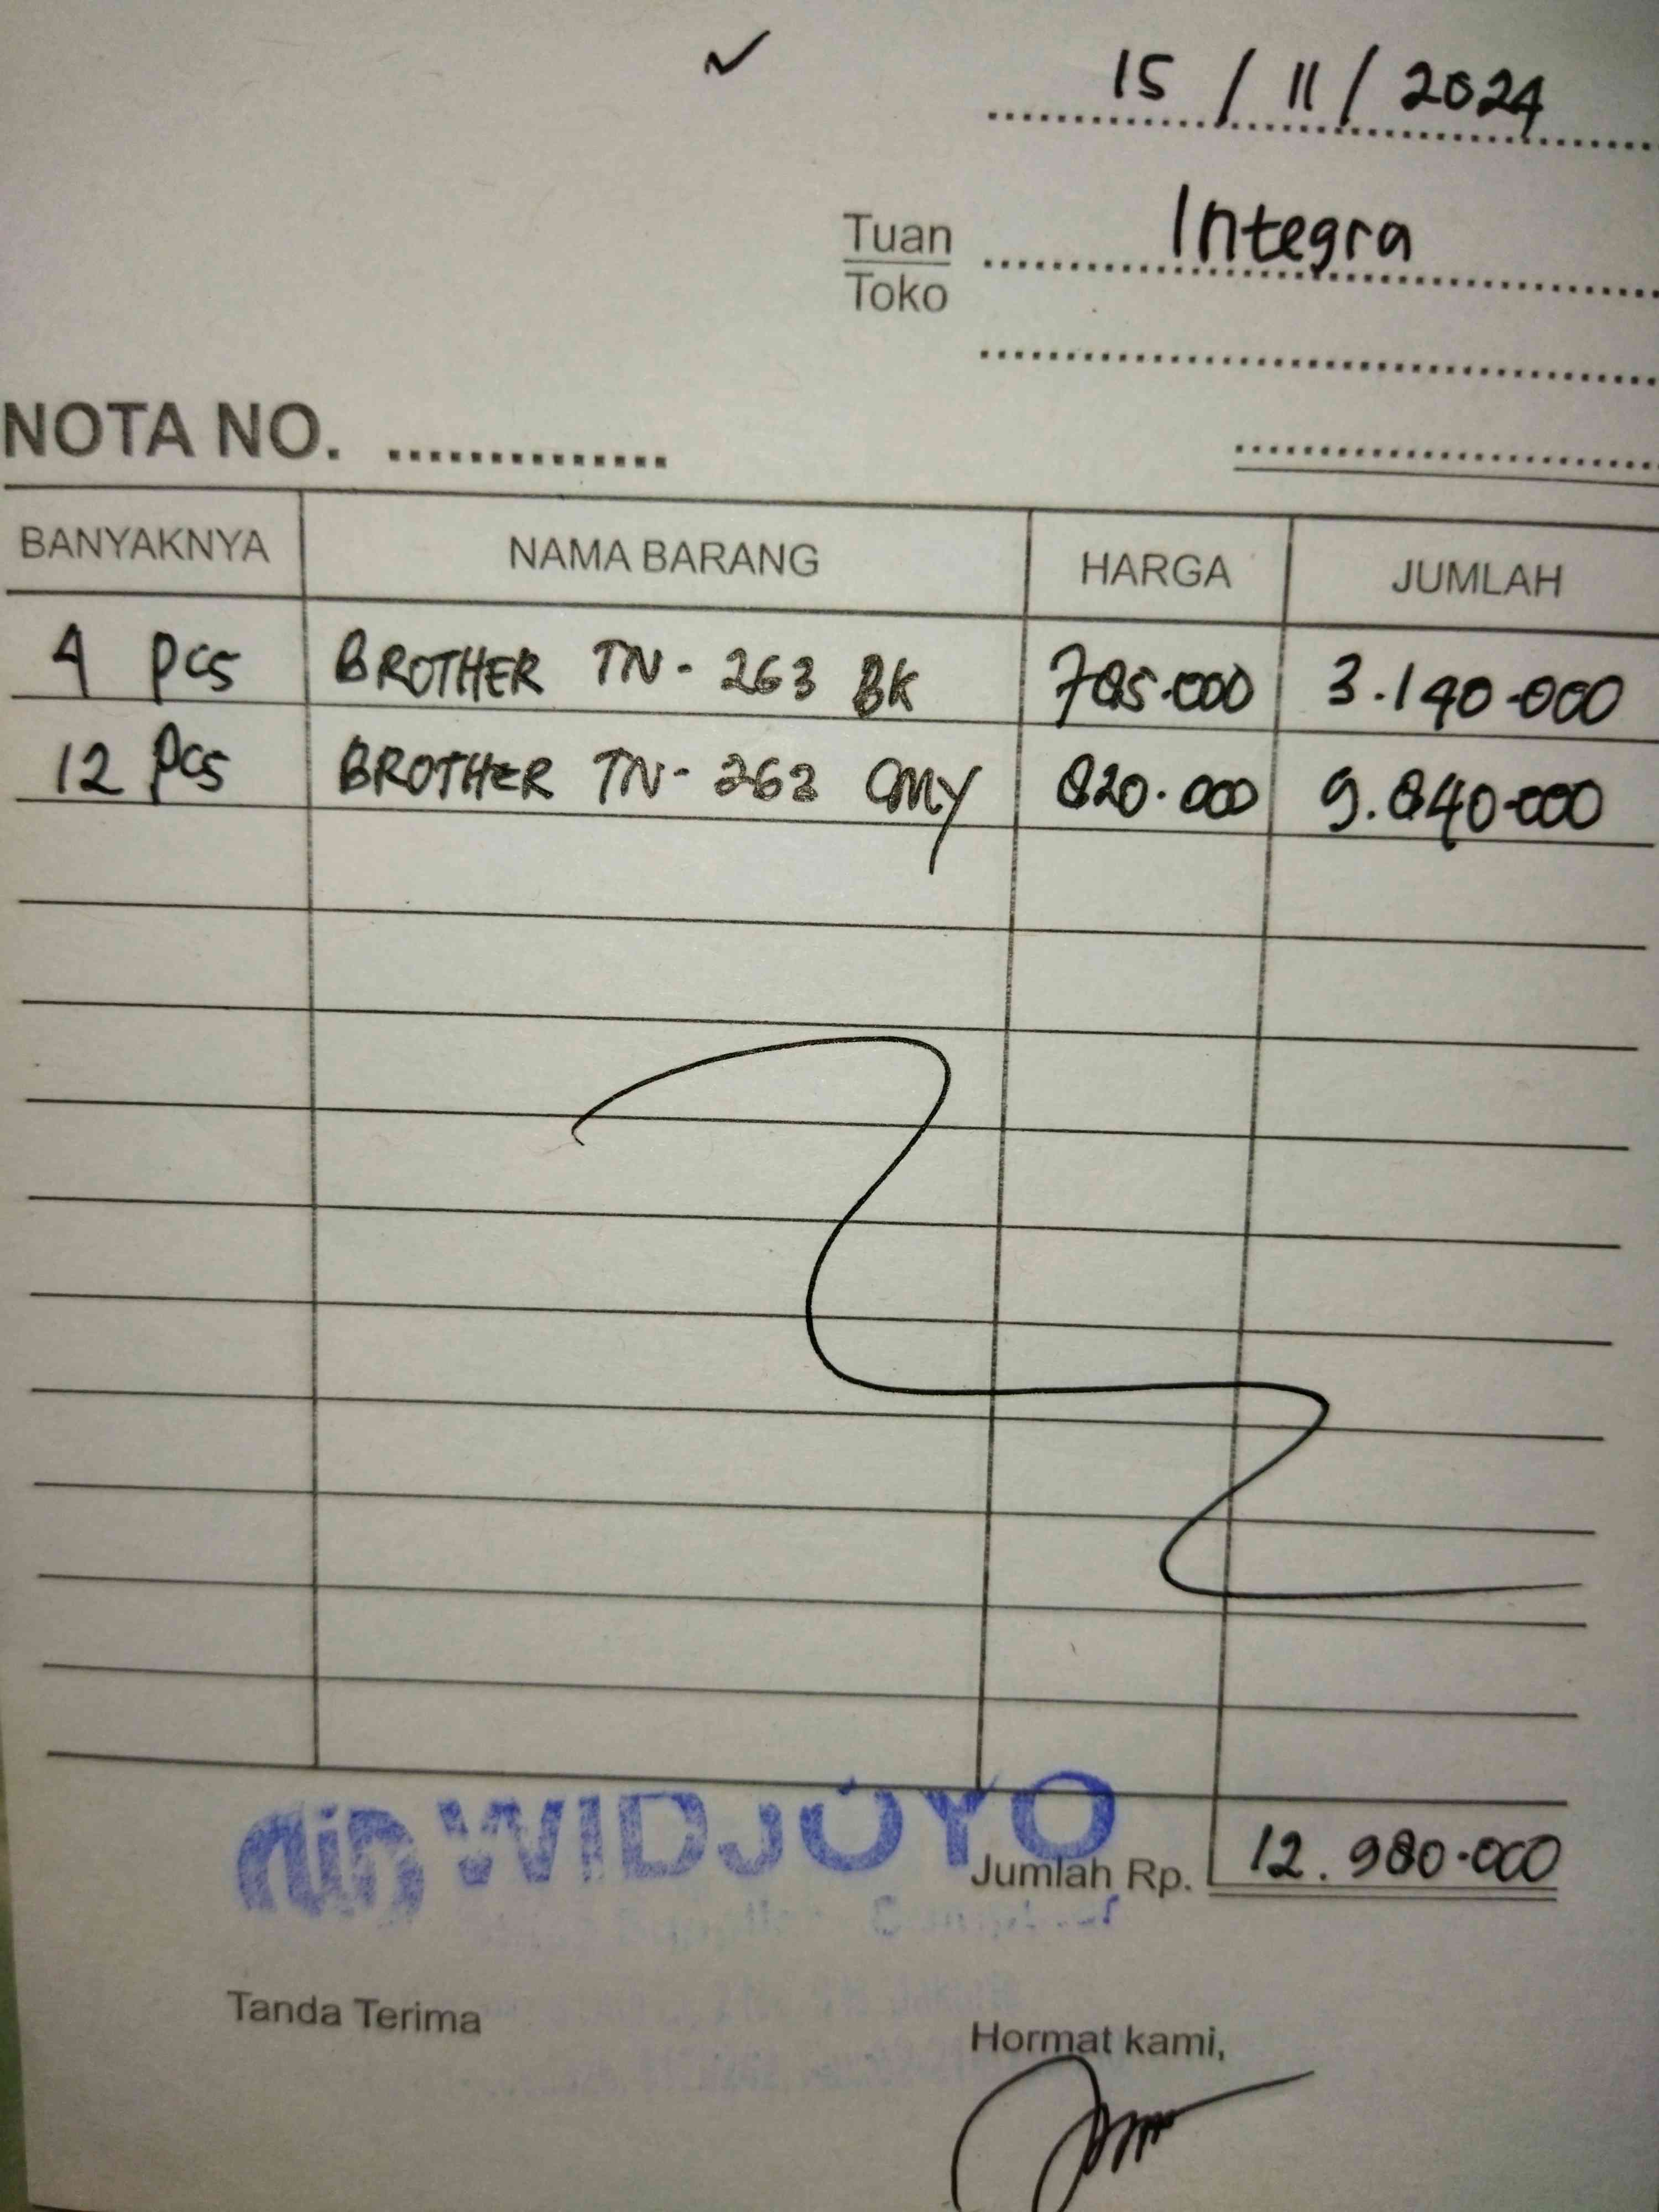 15 / 11 / 2024
Tuan Integra
Toko
NOTA NO.
BANYAKNYA NAMA BARANG HARGA JUMLAH
4 pcs BROTHER TN-263 BK 785.000 3.140.000
12 pcs BROTHER TN-263 CMY 820.000 9.840.000
WIDJOYO
Jumlah Rp. 12.980.000
Tanda Terima
Hormat kami,